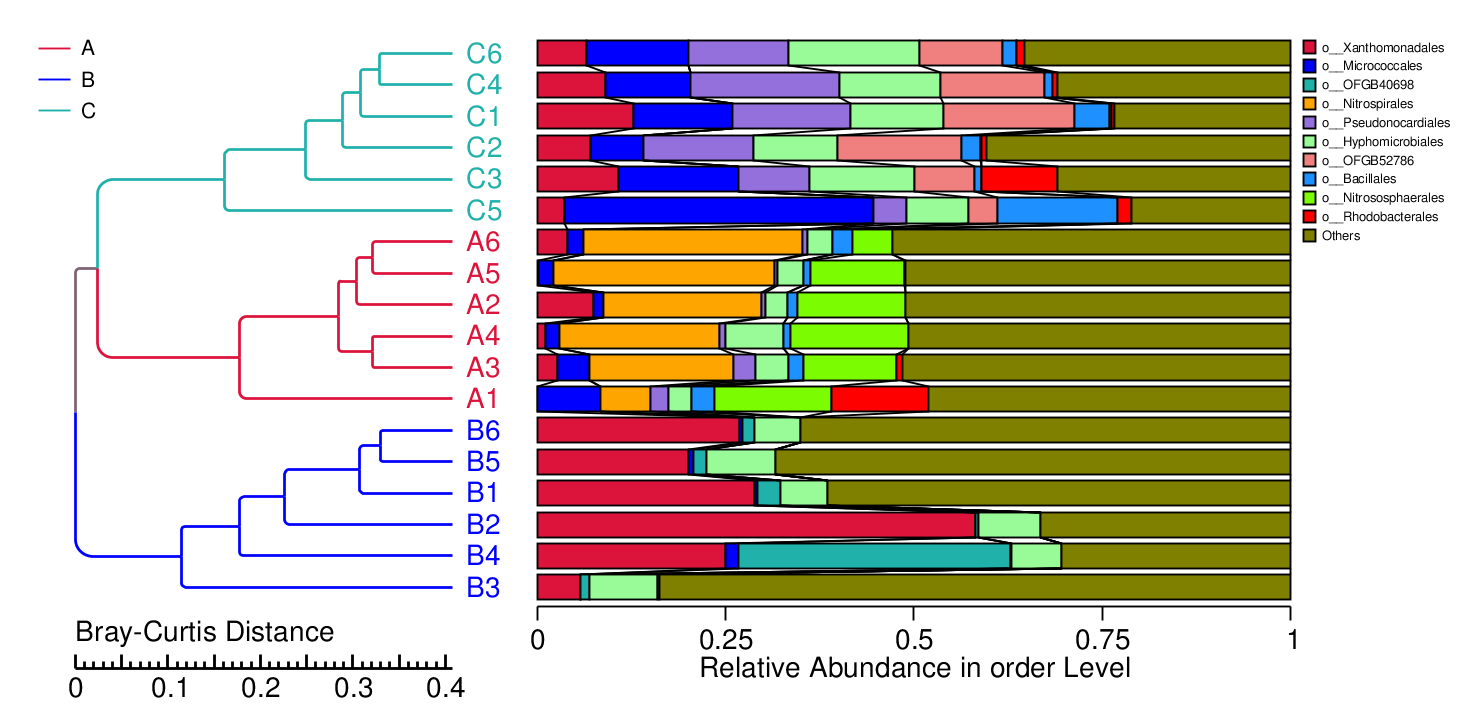 A
B
C
C6
C4
C1
C2
C3
C5
A6
A5
A2
A4
A3
A1
B6
B5
B1
B2
B4
B3
o__Xanthomonadales
o__Micrococcales
o__OFGB40698
o__Nitrospirales
o__Pseudonocardiales
o__Hyphomicrobiales
o__OFGB52786
o__Bacillales
o__Nitrososphaerales
o__Rhodobacterales
Others
Bray-Curtis Distance
0 0.1 0.2 0.3 0.4
0 0.25 0.5 0.75 1
Relative Abundance in order Level